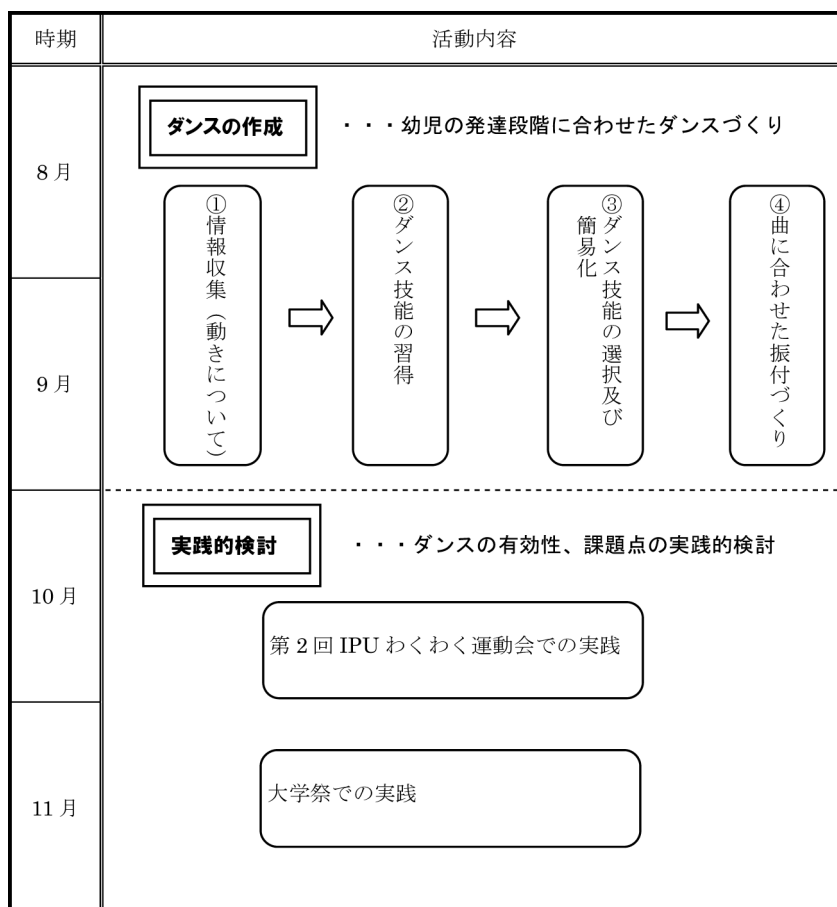 時期
活動内容
8月
ダンスの作成
・・・幼児の発達段階に合わせたダンスづくり
①情報収集（動きについて）
②ダンス技能の習得
③ダンス技能の選択及び
簡易化
④曲に合わせた振付づくり
9月
10月
実践的検討
・・・ダンスの有効性、課題点の実践的検討
第2回IPUわくわく運動会での実践
11月
大学祭での実践